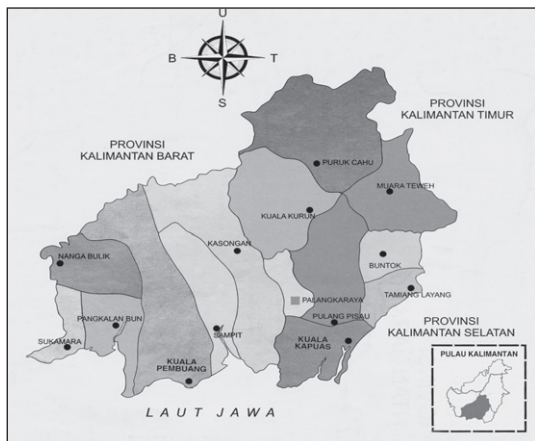 U
B T
S
PROVINSI
KALIMANTAN TIMUR
PROVINSI
KALIMANTAN BARAT
PURUK CAHU
MUARA TEWEH
KUALA KURUN
KASONGAN
NANGA BULIK
BUNTOK
PALANGKARAYA
TAMIANG LAYANG
PANGKALAN BUN
SAMPIT
PULANG PISAU
SUKAMARA
KUALA
KAPUAS
PROVINSI
KALIMANTAN SELATAN
KUALA
PEMBUANG
PULAU KALIMANTAN
LAUT JAWA